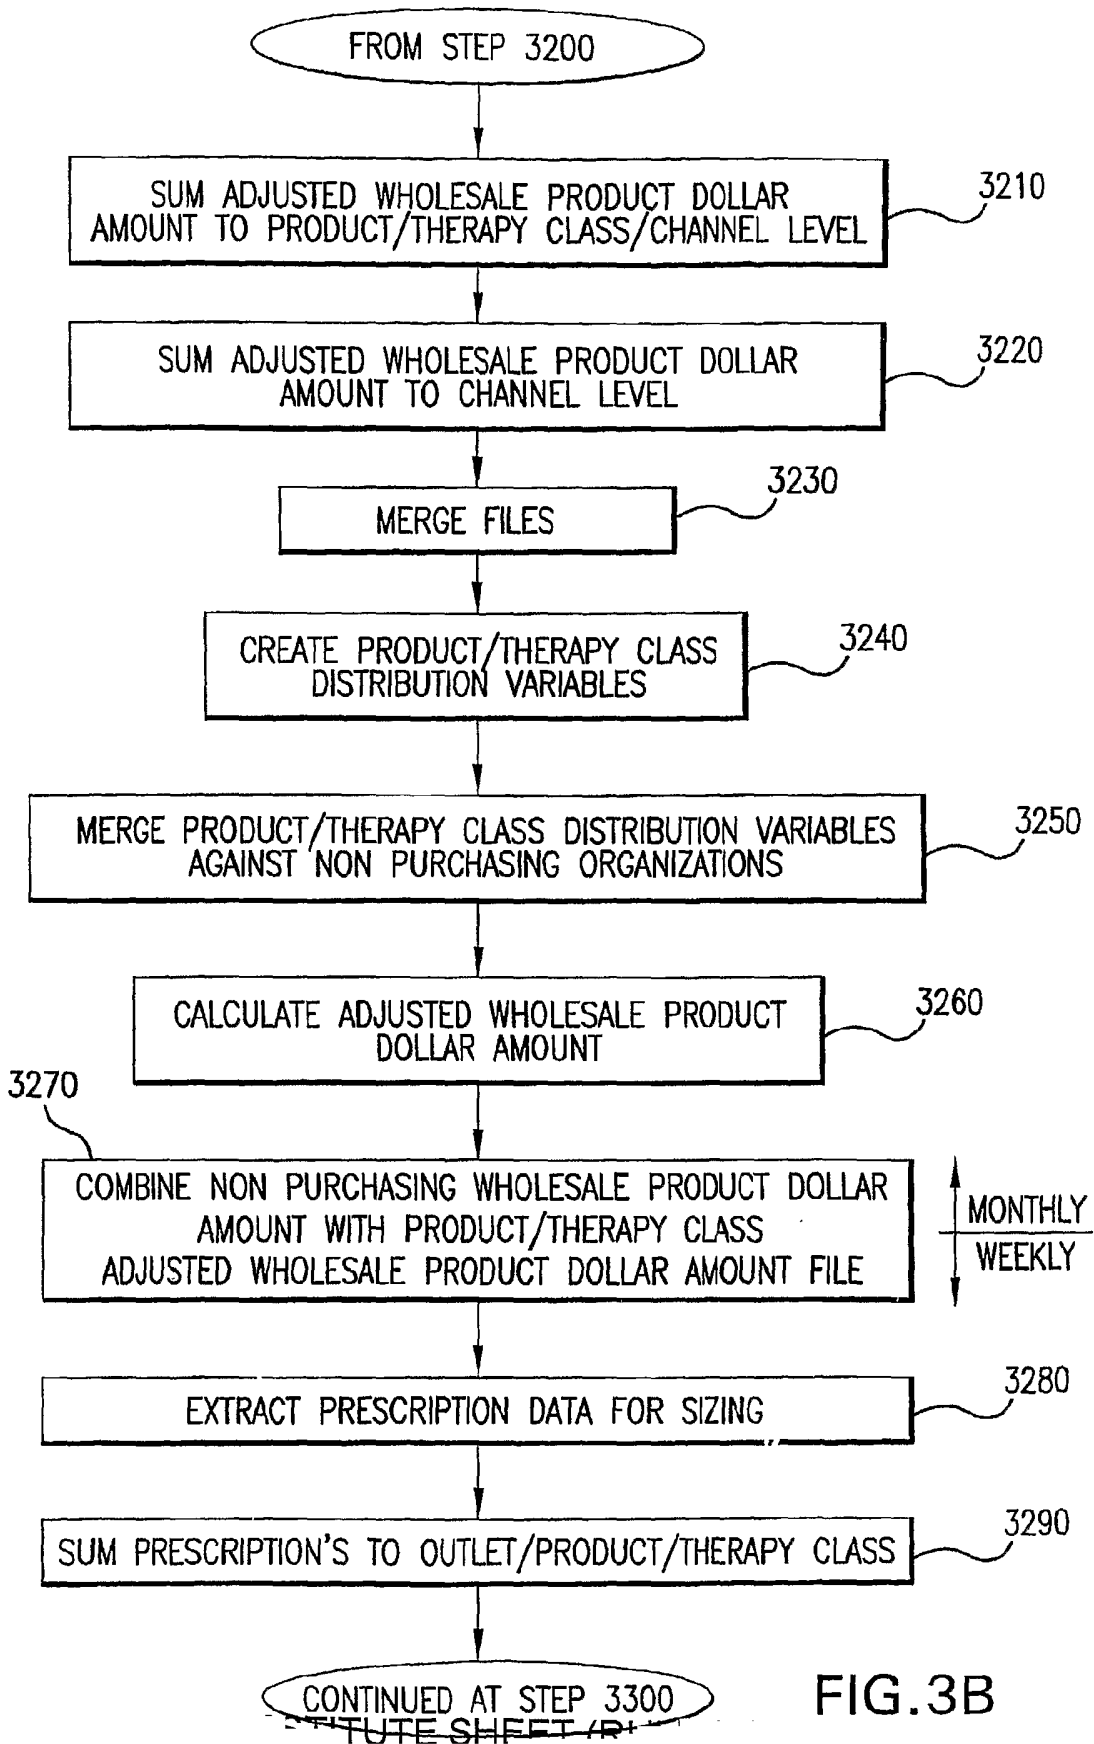 FROM STEP 3200
SUM ADJUSTED WHOLESALE PRODUCT DOLLAR
AMOUNT TO PRODUCT/THERAPY CLASS/CHANNEL LEVEL
3210
SUM ADJUSTED WHOLESALE PRODUCT DOLLAR
AMOUNT TO CHANNEL LEVEL
3220
MERGE FILES
3230
CREATE PRODUCT/THERAPY CLASS
DISTRIBUTION VARIABLES
3240
MERGE PRODUCT/THERAPY CLASS DISTRIBUTION VARIABLES
AGAINST NON PURCHASING ORGANIZATIONS
3250
CALCULATE ADJUSTED WHOLESALE PRODUCT
DOLLAR AMOUNT
3260
3270
COMBINE NON PURCHASING WHOLESALE PRODUCT DOLLAR
AMOUNT WITH PRODUCT/THERAPY CLASS
ADJUSTED WHOLESALE PRODUCT DOLLAR AMOUNT FILE
MONTHLY
WEEKLY
EXTRACT PRESCRIPTION DATA FOR SIZING
3280
SUM PRESCRIPTION'S TO OUTLET/PRODUCT/THERAPY CLASS
3290
CONTINUED AT STEP 3300
FIG.3B
SHEET